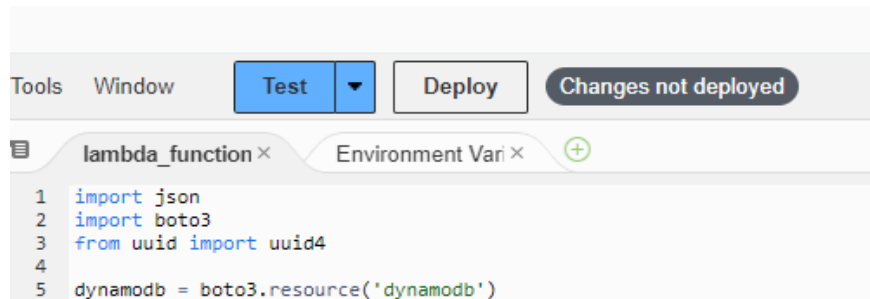 Tools Window Test Deploy Changes not deployed
lambda_function × Environment Vari ×
1 import json
2 import boto3
3 from uuid import uuid4
4
5 dynamodb = boto3.resource('dynamodb')